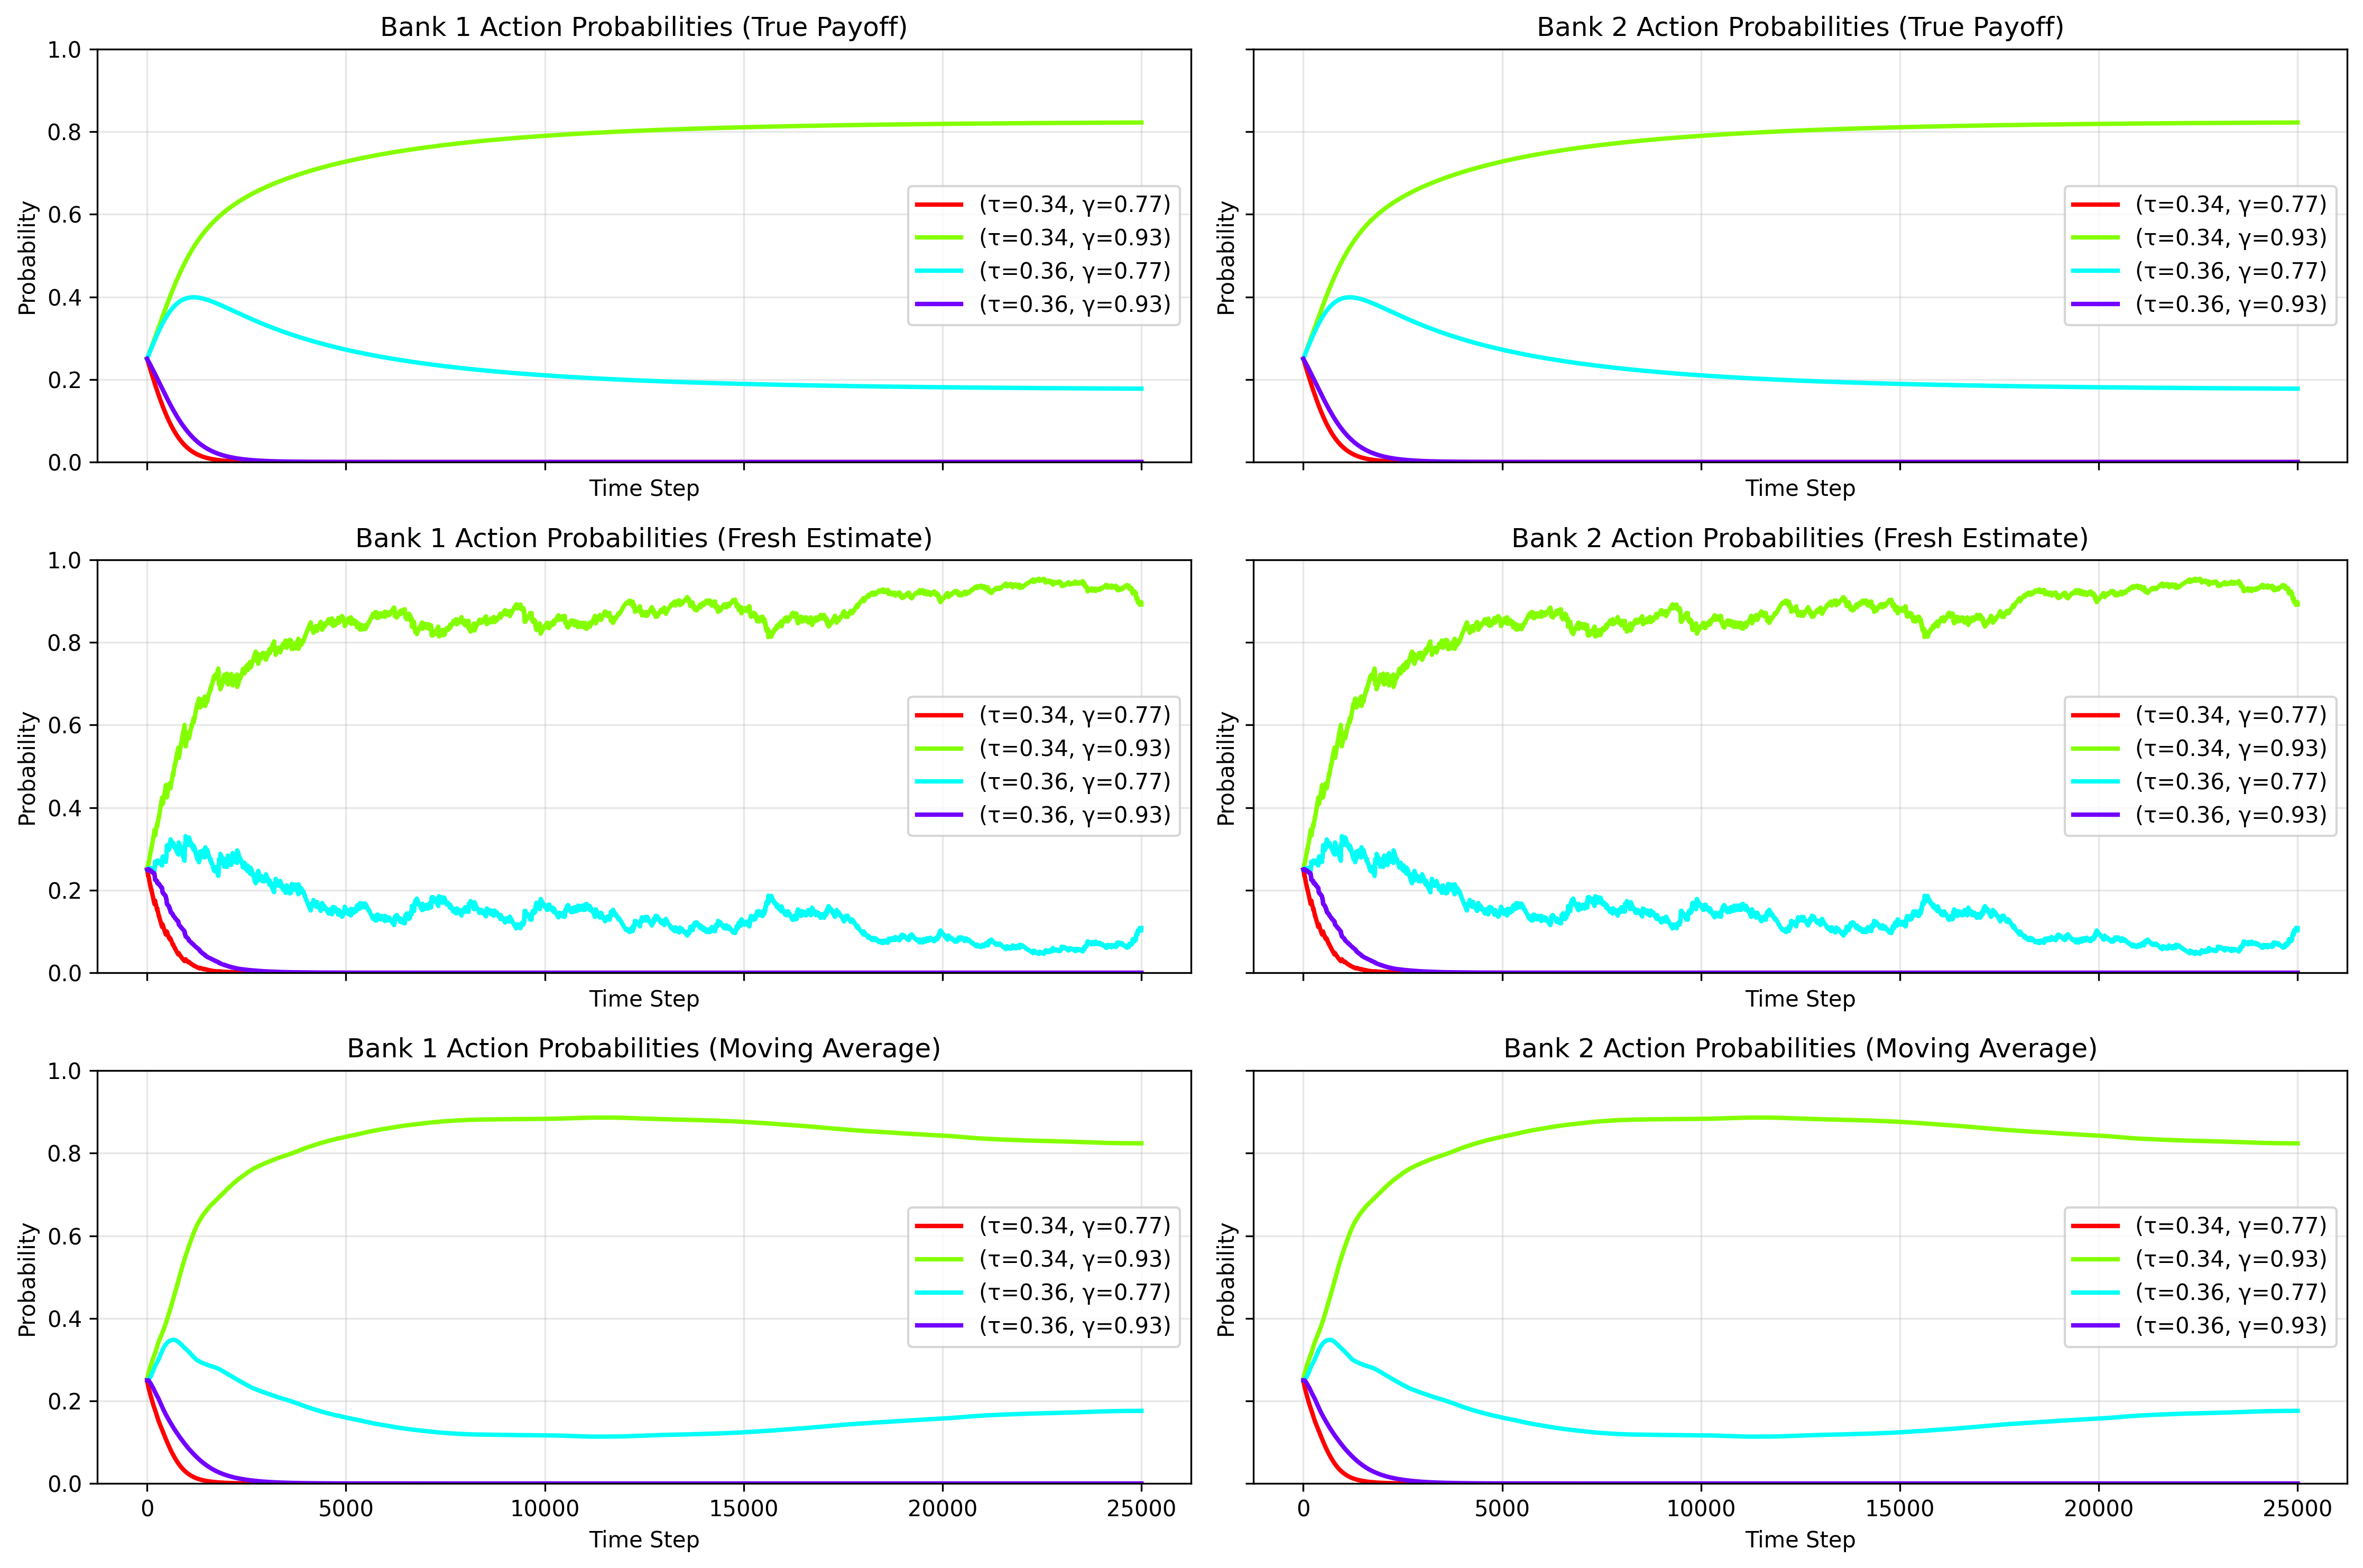 Bank 1 Action Probabilities (True Payoff)
1.0
0.8
0.6
0.4
0.2
0.0
Probability
(τ=0.34, γ=0.77)
(τ=0.34, γ=0.93)
(τ=0.36, γ=0.77)
(τ=0.36, γ=0.93)
Time Step
Bank 2 Action Probabilities (True Payoff)
Probability
(τ=0.34, γ=0.77)
(τ=0.34, γ=0.93)
(τ=0.36, γ=0.77)
(τ=0.36, γ=0.93)
Time Step
Bank 1 Action Probabilities (Fresh Estimate)
1.0
0.8
0.6
0.4
0.2
0.0
Probability
(τ=0.34, γ=0.77)
(τ=0.34, γ=0.93)
(τ=0.36, γ=0.77)
(τ=0.36, γ=0.93)
Time Step
Bank 2 Action Probabilities (Fresh Estimate)
Probability
(τ=0.34, γ=0.77)
(τ=0.34, γ=0.93)
(τ=0.36, γ=0.77)
(τ=0.36, γ=0.93)
Time Step
Bank 1 Action Probabilities (Moving Average)
1.0
0.8
0.6
0.4
0.2
0.0
Probability
(τ=0.34, γ=0.77)
(τ=0.34, γ=0.93)
(τ=0.36, γ=0.77)
(τ=0.36, γ=0.93)
0 5000 10000 15000 20000 25000
Time Step
Bank 2 Action Probabilities (Moving Average)
Probability
(τ=0.34, γ=0.77)
(τ=0.34, γ=0.93)
(τ=0.36, γ=0.77)
(τ=0.36, γ=0.93)
0 5000 10000 15000 20000 25000
Time Step